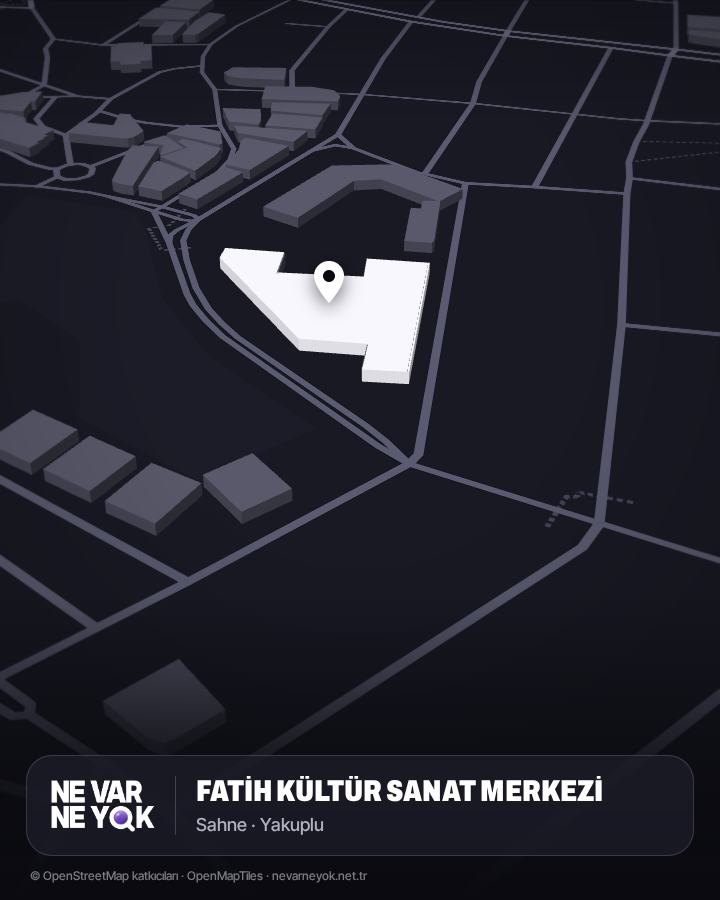 NE VAR
NE YOK
FATİH KÜLTÜR SANAT MERKEZİ
Sahne · Yakuplu
© OpenStreetMap katkıcıları · OpenMapTiles · nevarneyok.net.tr